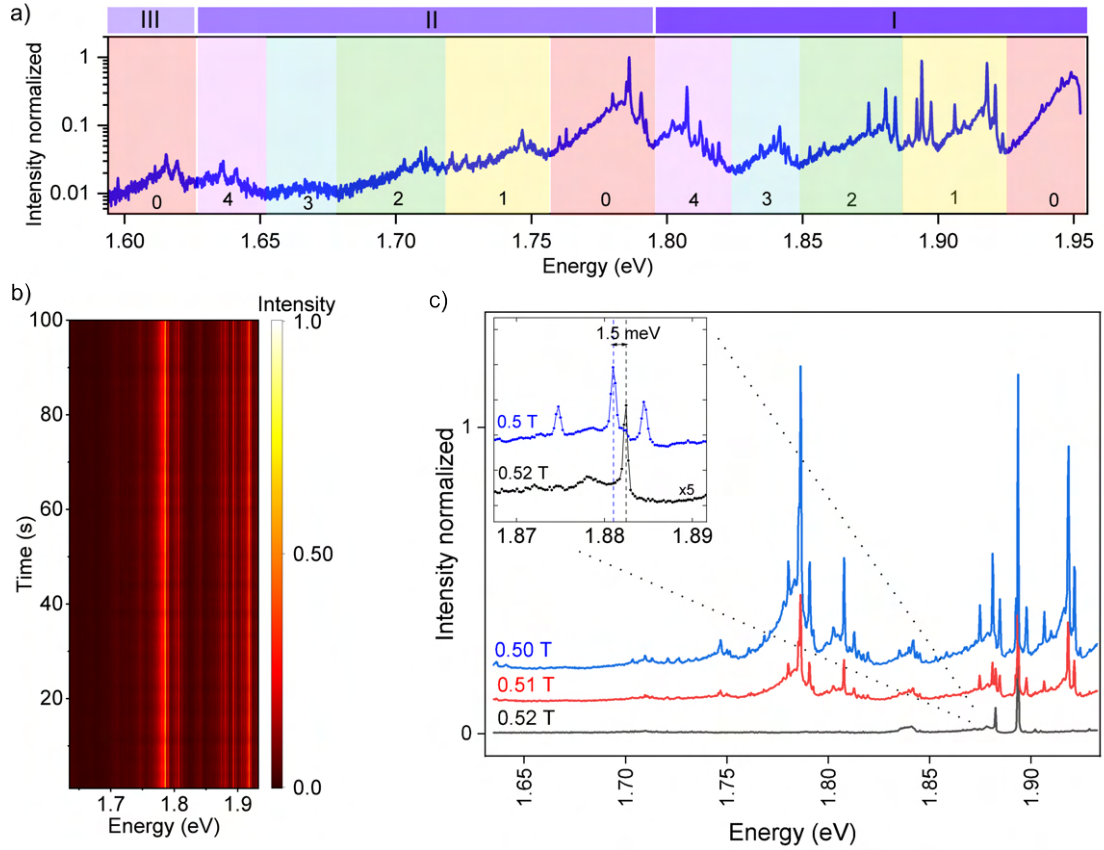 a)
III II I
Intensity normalized
1
0.1
0.01
0 4 3 2 1 0 4 3 2 1 0
1.60 1.65 1.70 1.75 1.80 1.85 1.90 1.95
Energy (eV)
b)
Intensity
100
80
60
40
20
Time (s)
1.0
0.50
0.0
1.7 1.8 1.9
Energy (eV)
c)
Intensity normalized
1
0
1.5 meV
0.5 T
0.52 T
x5
1.87 1.88 1.89
0.50 T
0.51 T
0.52 T
1.65 1.70 1.75 1.80 1.85 1.90
Energy (eV)